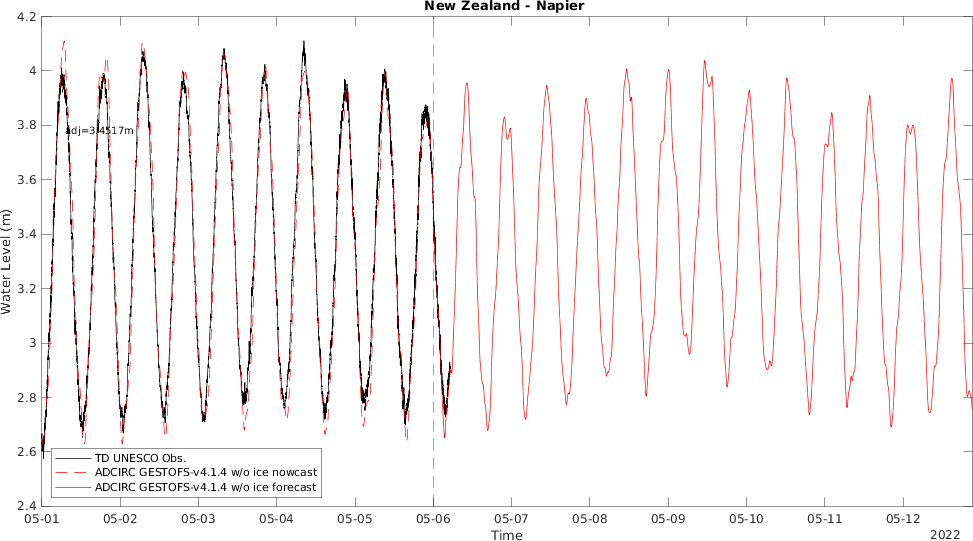 New Zealand - Napier
4.2
4
3.8
3.6
3.4
3.2
3
2.8
2.6
2.4
Water Level (m)
adj=3.4517m
TD UNESCO Obs.
ADCIRC GESTOFS-v4.1.4 w/o ice nowcast
ADCIRC GESTOFS-v4.1.4 w/o ice forecast
05-01 05-02 05-03 05-04 05-05 05-06 05-07 05-08 05-09 05-10 05-11 05-12
Time
2022